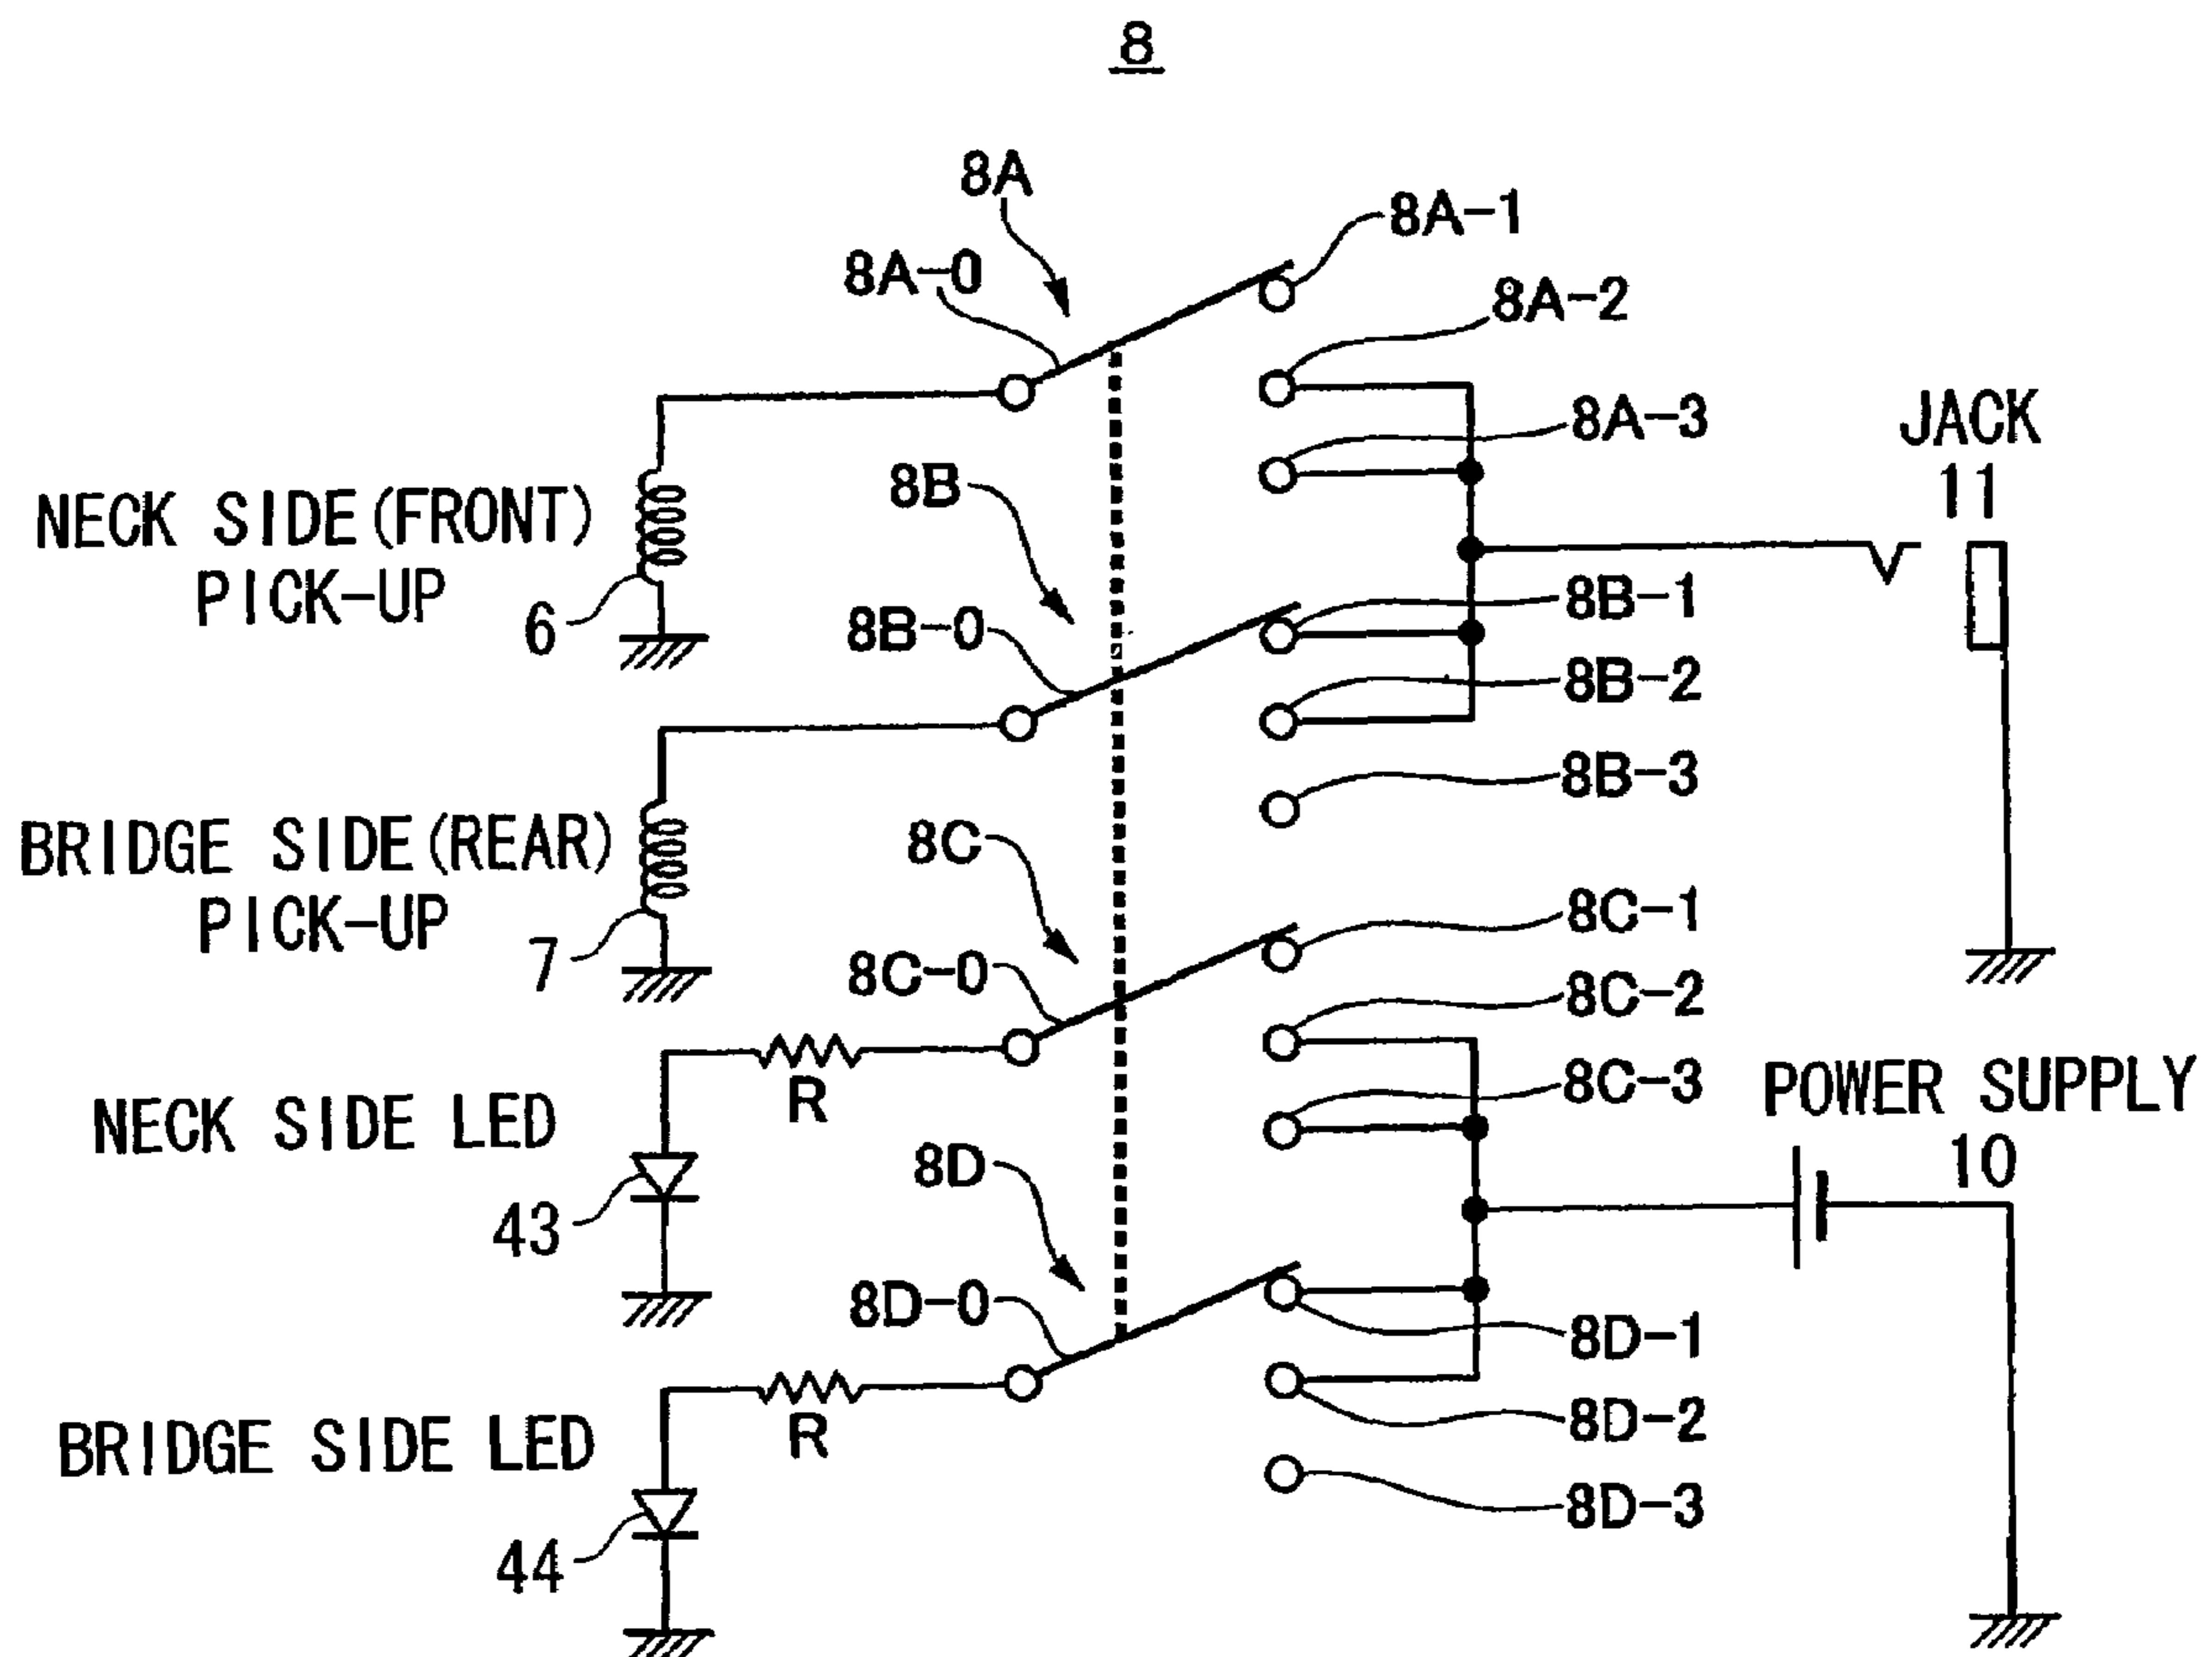 8
8A
8A-0
8A-1
8A-2
8A-3
JACK
11
NECK SIDE(FRONT)
PICK-UP
6
8B
8B-0
8B-1
8B-2
8B-3
BRIDGE SIDE(REAR)
PICK-UP
7
8C
8C-0
8C-1
8C-2
8C-3
R
NECK SIDE LED
43
POWER SUPPLY
10
8D
8D-0
8D-1
8D-2
8D-3
R
BRIDGE SIDE LED
44